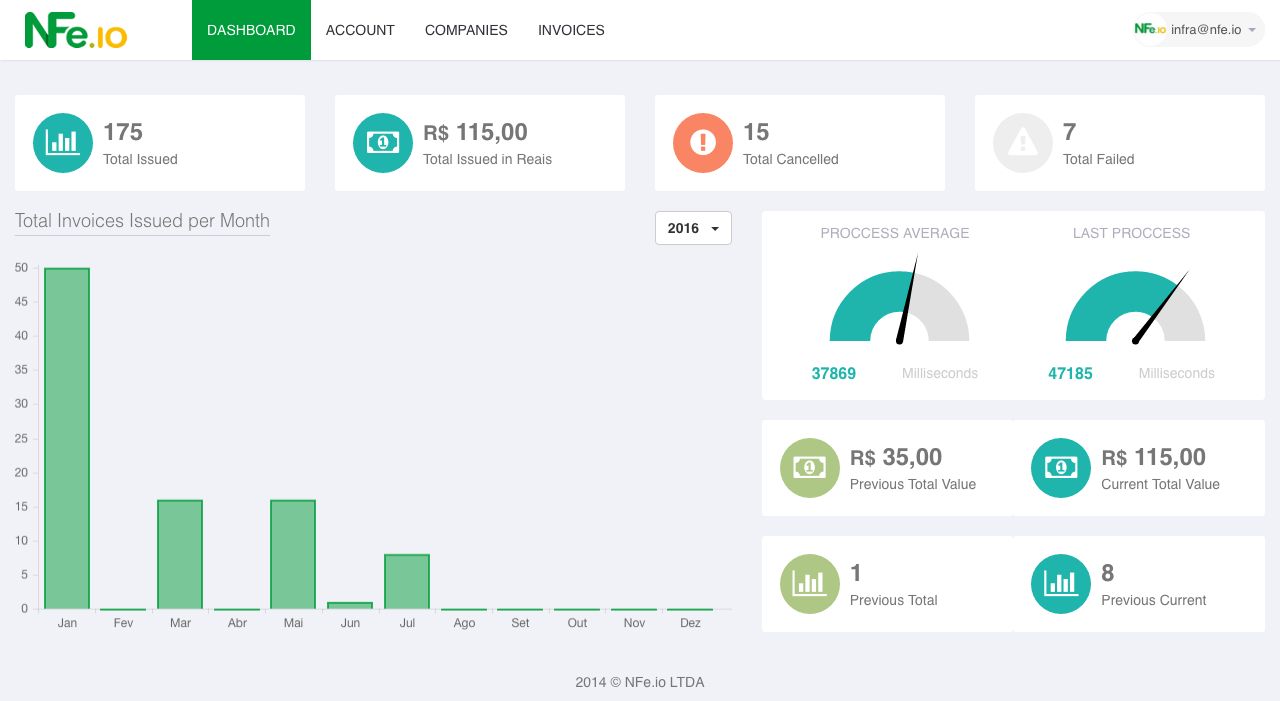 NFe.io
DASHBOARD ACCOUNT COMPANIES INVOICES
NFe.io infra@nfe.io
175
Total Issued
R$ 115,00
Total Issued in Reais
15
Total Cancelled
7
Total Failed
Total Invoices Issued per Month
2016
50
45
40
35
30
25
20
15
10
5
0
Jan Fev Mar Abr Mai Jun Jul Ago Set Out Nov Dez
PROCCESS AVERAGE
37869 Milliseconds
LAST PROCCESS
47185 Milliseconds
1
R$ 35,00
Previous Total Value
1
R$ 115,00
Current Total Value
1
Previous Total
8
Previous Current
2014 © NFe.io LTDA